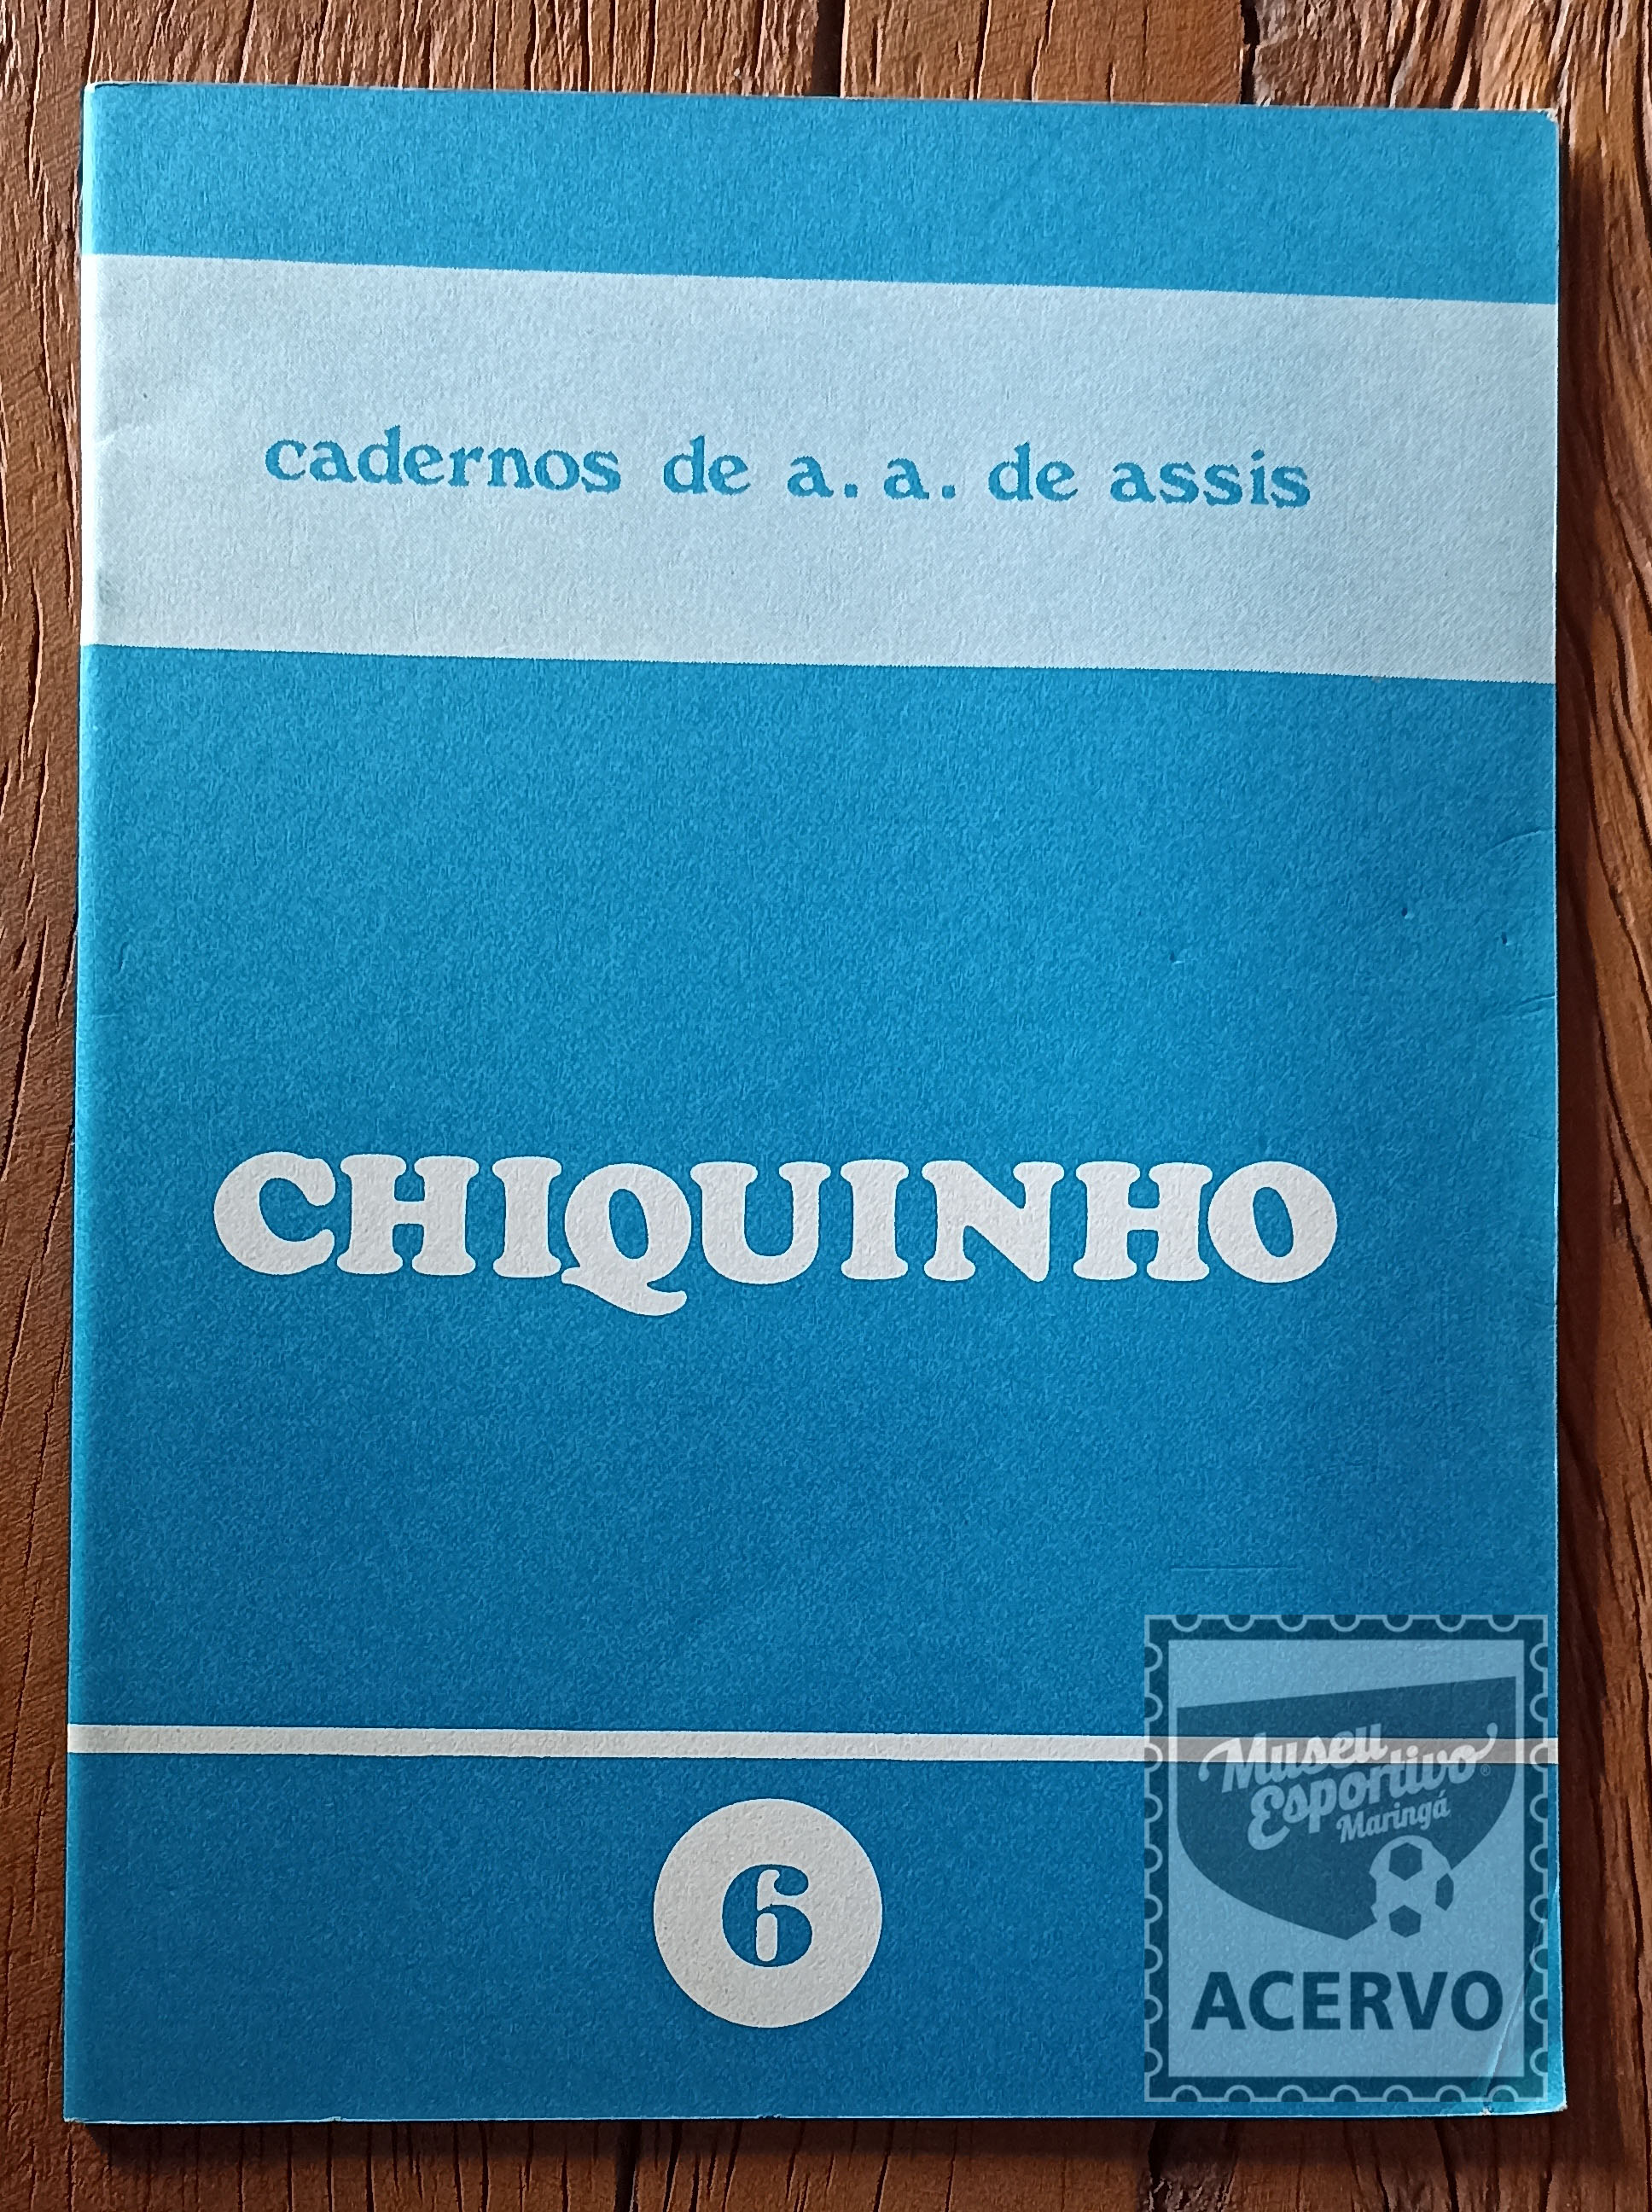 cadernos de a. a. de assis
CHIQUINHO
6
Museu
Esportivo®
Maringá
ACERVO